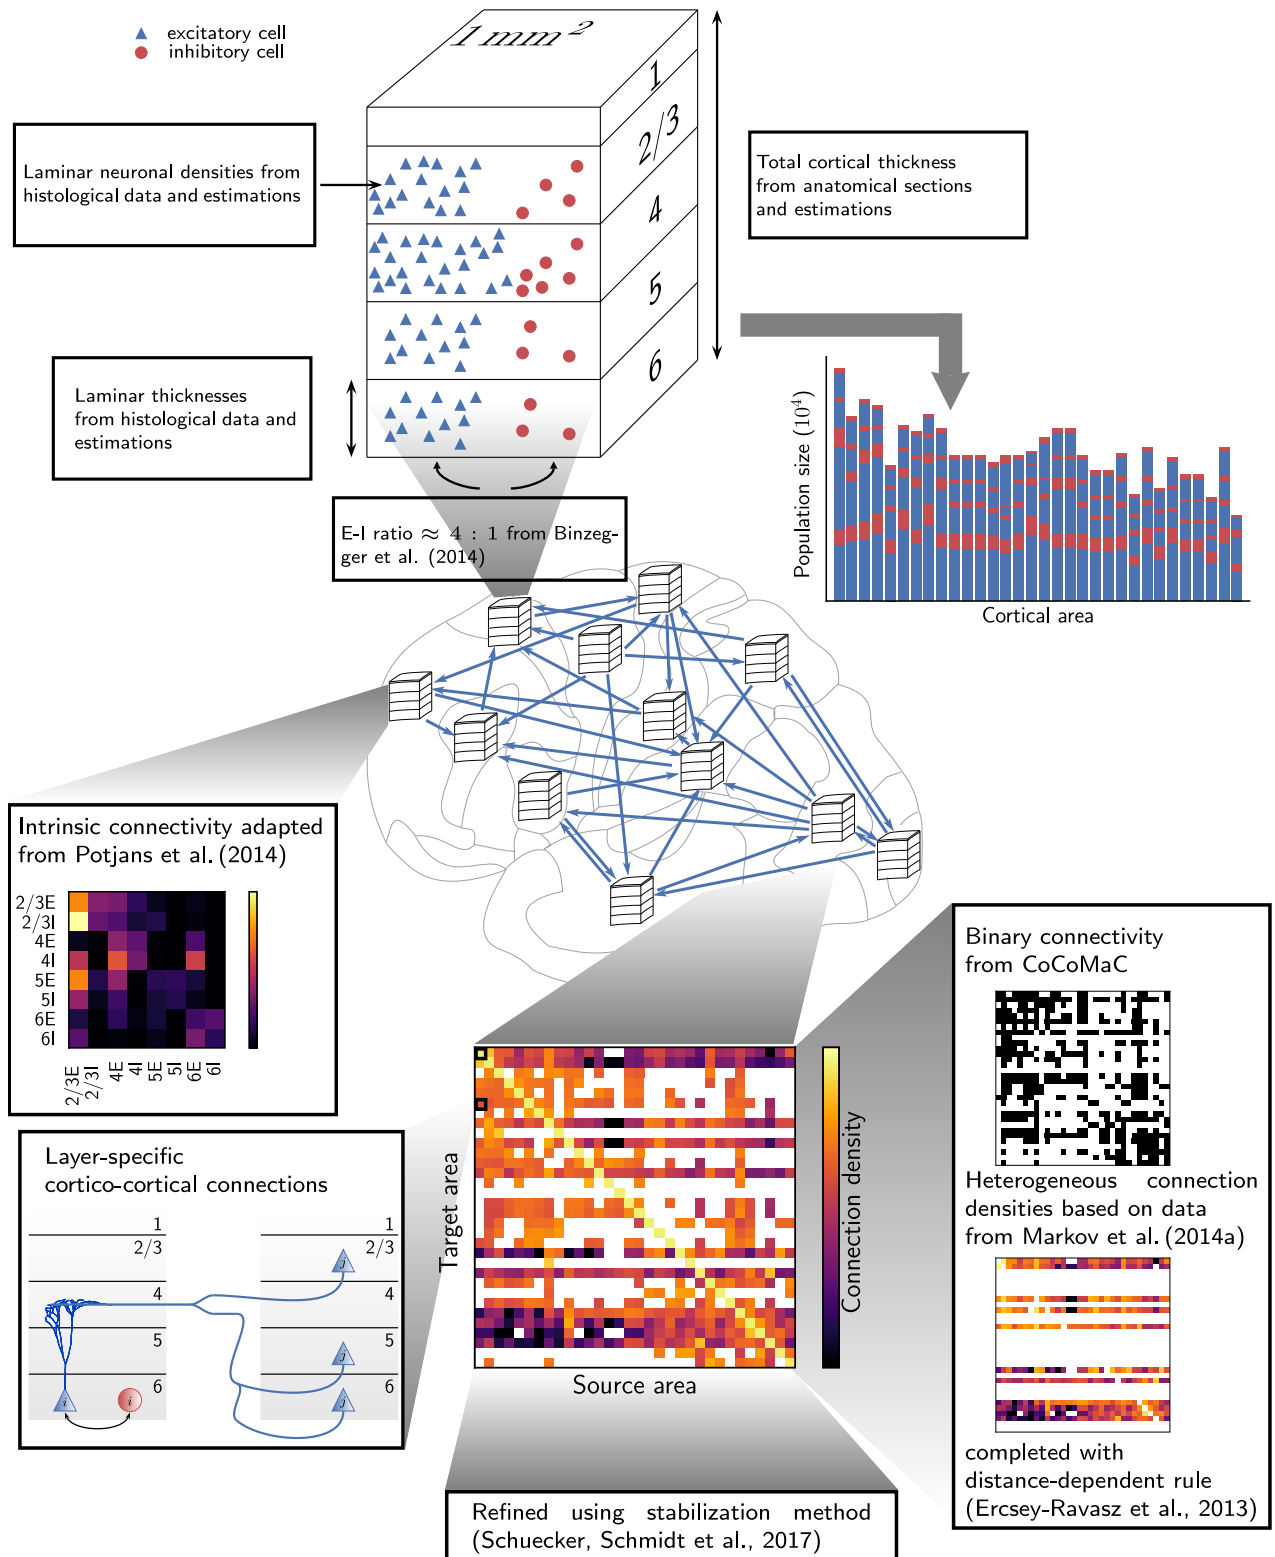 excitatory cell
inhibitory cell
1 mm²
1
2/3
4
5
6
Laminar neuronal densities from
histological data and estimations
Total cortical thickness
from anatomical sections
and estimations
Laminar thicknesses
from histological data and
estimations
E-I ratio ≈ 4 : 1 from Binzeg-
ger et al. (2014)
Population size (10⁴)
Cortical area
Intrinsic connectivity adapted
from Potjans et al. (2014)
2/3E
2/3I
4E
4I
5E
5I
6E
6I
2/3E
2/3I
4E
4I
5E
5I
6E
6I
Layer-specific
cortico-cortical connections
1
2/3
4
5
6
i
i
1
2/3
4
5
6
j
j
j
Target area
Source area
Connection density
Binary connectivity
from CoCoMaC
Heterogeneous connection
densities based on data
from Markov et al. (2014a)
completed with
distance-dependent rule
(Ercsey-Ravasz et al., 2013)
Refined using stabilization method
(Schuecker, Schmidt et al., 2017)